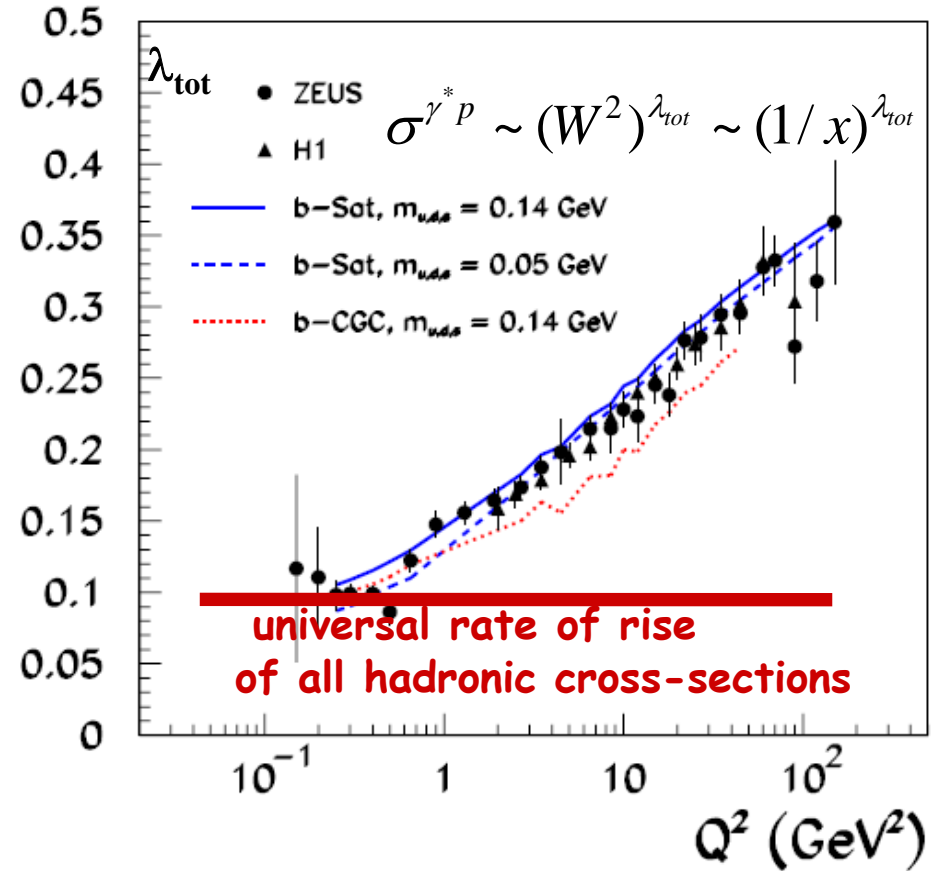 0.5
λtot
0.45
ZEUS
σ^{γ* p} ~ (W²)^{λtot} ~ (1/x)^{λtot}
H1
0.4
b-Sat, m_{u,d,s} = 0.14 GeV
0.35
b-Sat, m_{u,d,s} = 0.05 GeV
0.3
b-CGC, m_{u,d,s} = 0.14 GeV
0.25
0.2
0.15
0.1
universal rate of rise
0.05
of all hadronic cross-sections
0
10⁻¹ 1 10 10²
Q² (GeV²)